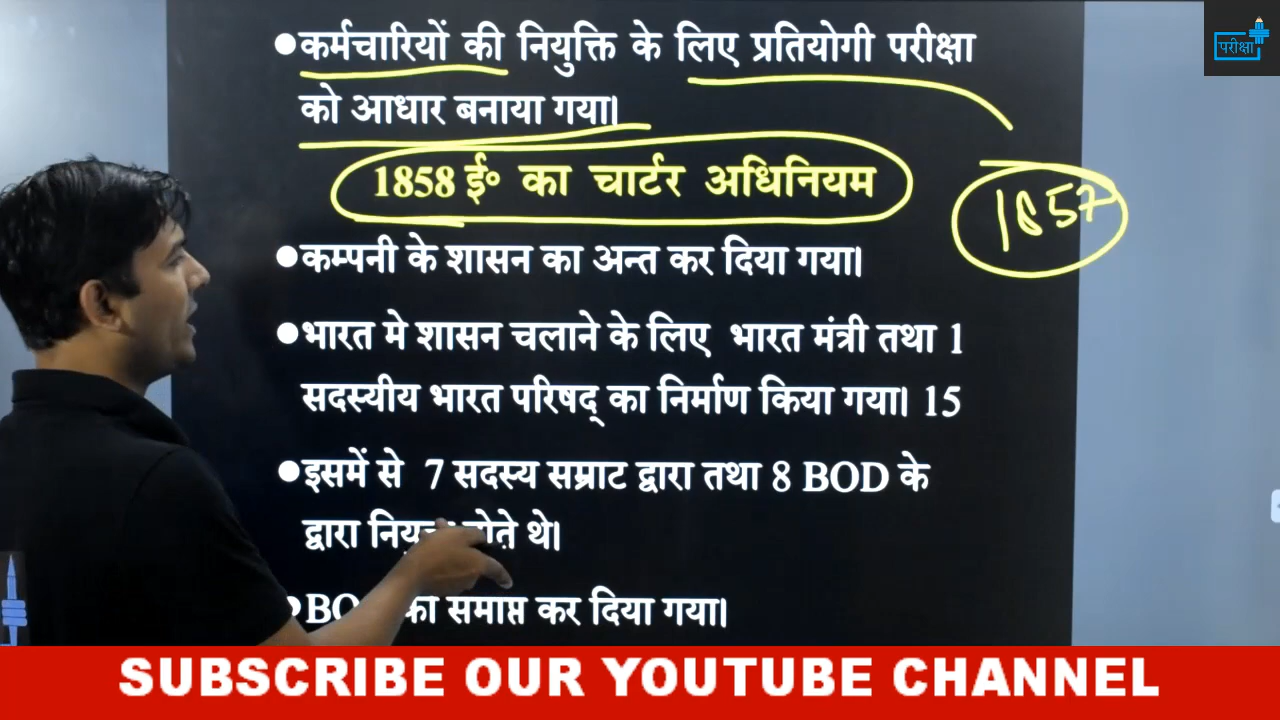 परीक्षा
●कर्मचारियों की नियुक्ति के लिए प्रतियोगी परीक्षा
को आधार बनाया गया।
1858 ई॰ का चार्टर अधिनियम
1857
●कम्पनी के शासन का अन्त कर दिया गया।
●भारत मे शासन चलाने के लिए भारत मंत्री तथा 1
सदस्यीय भारत परिषद् का निर्माण किया गया। 15
●इसमें से 7 सदस्य सम्राट द्वारा तथा 8 BOD के
द्वारा होते थे।
का समाप्त कर दिया गया।
SUBSCRIBE OUR YOUTUBE CHANNEL